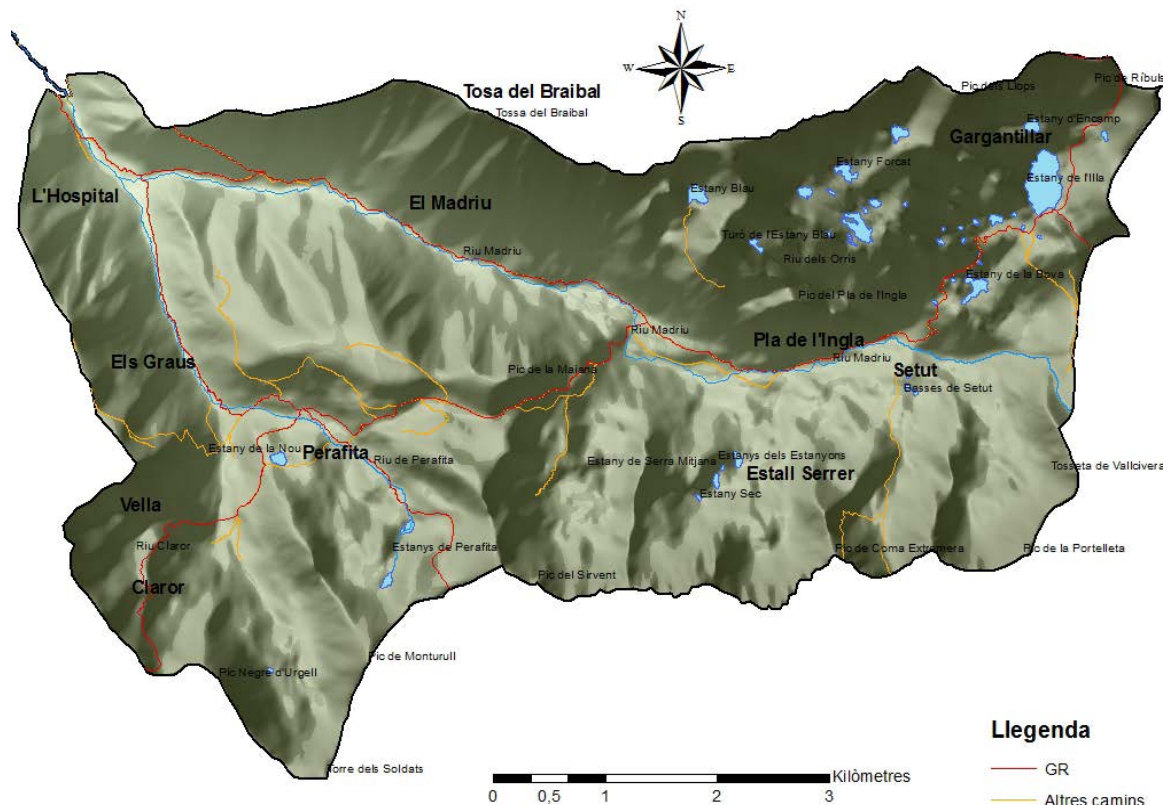 N
W
E
S
Tosa del Braibal
Tossa del Braibal
Pic dels Llops
Pic de Ríbuls
Estany d'Encamp
Gargantillar
Estany Forcat
Estany de l'Illa
L'Hospital
El Madriu
Estany Blau
Turó de l'Estany Blau
Riu Madriu
Riu dels Orris
Estany de la Bova
Pic del Pla de l'Ingla
Riu Madriu
Pla de l'Ingla
Riu Madriu
Els Graus
Pic de la Maiana
Setut
Basses de Setut
Estany de la Nou
Perafita
Riu de Perafita
Estany de Serra Mitjana
Estanys dels Estanyons
Estall Serrer
Tosseta de Vallcivera
Estany Sec
Vella
Riu Claror
Estanys de Perafita
Pic de Coma Extremera
Pic de la Portelleta
Pic del Sirvent
Claror
Pic de Monturull
Pic Negre d'Urgell
Torre dels Soldats
Llegenda
GR
Altres camins
Kilòmetres
0 0,5 1 2 3